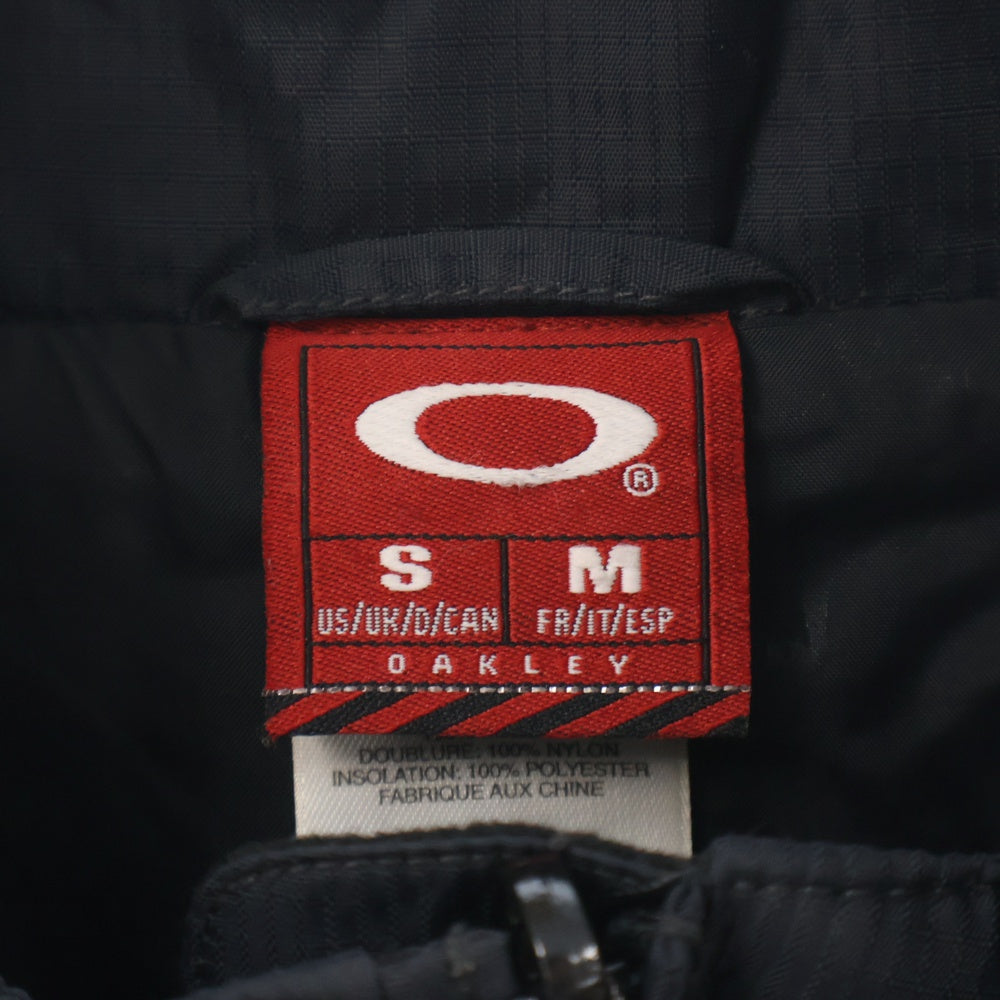 ®
S M
US/UK/D/CAN FR/IT/ESP
OAKLEY
DOUBLURE: 100% NYLON
INSOLATION: 100% POLYESTER
FABRIQUE AUX CHINE